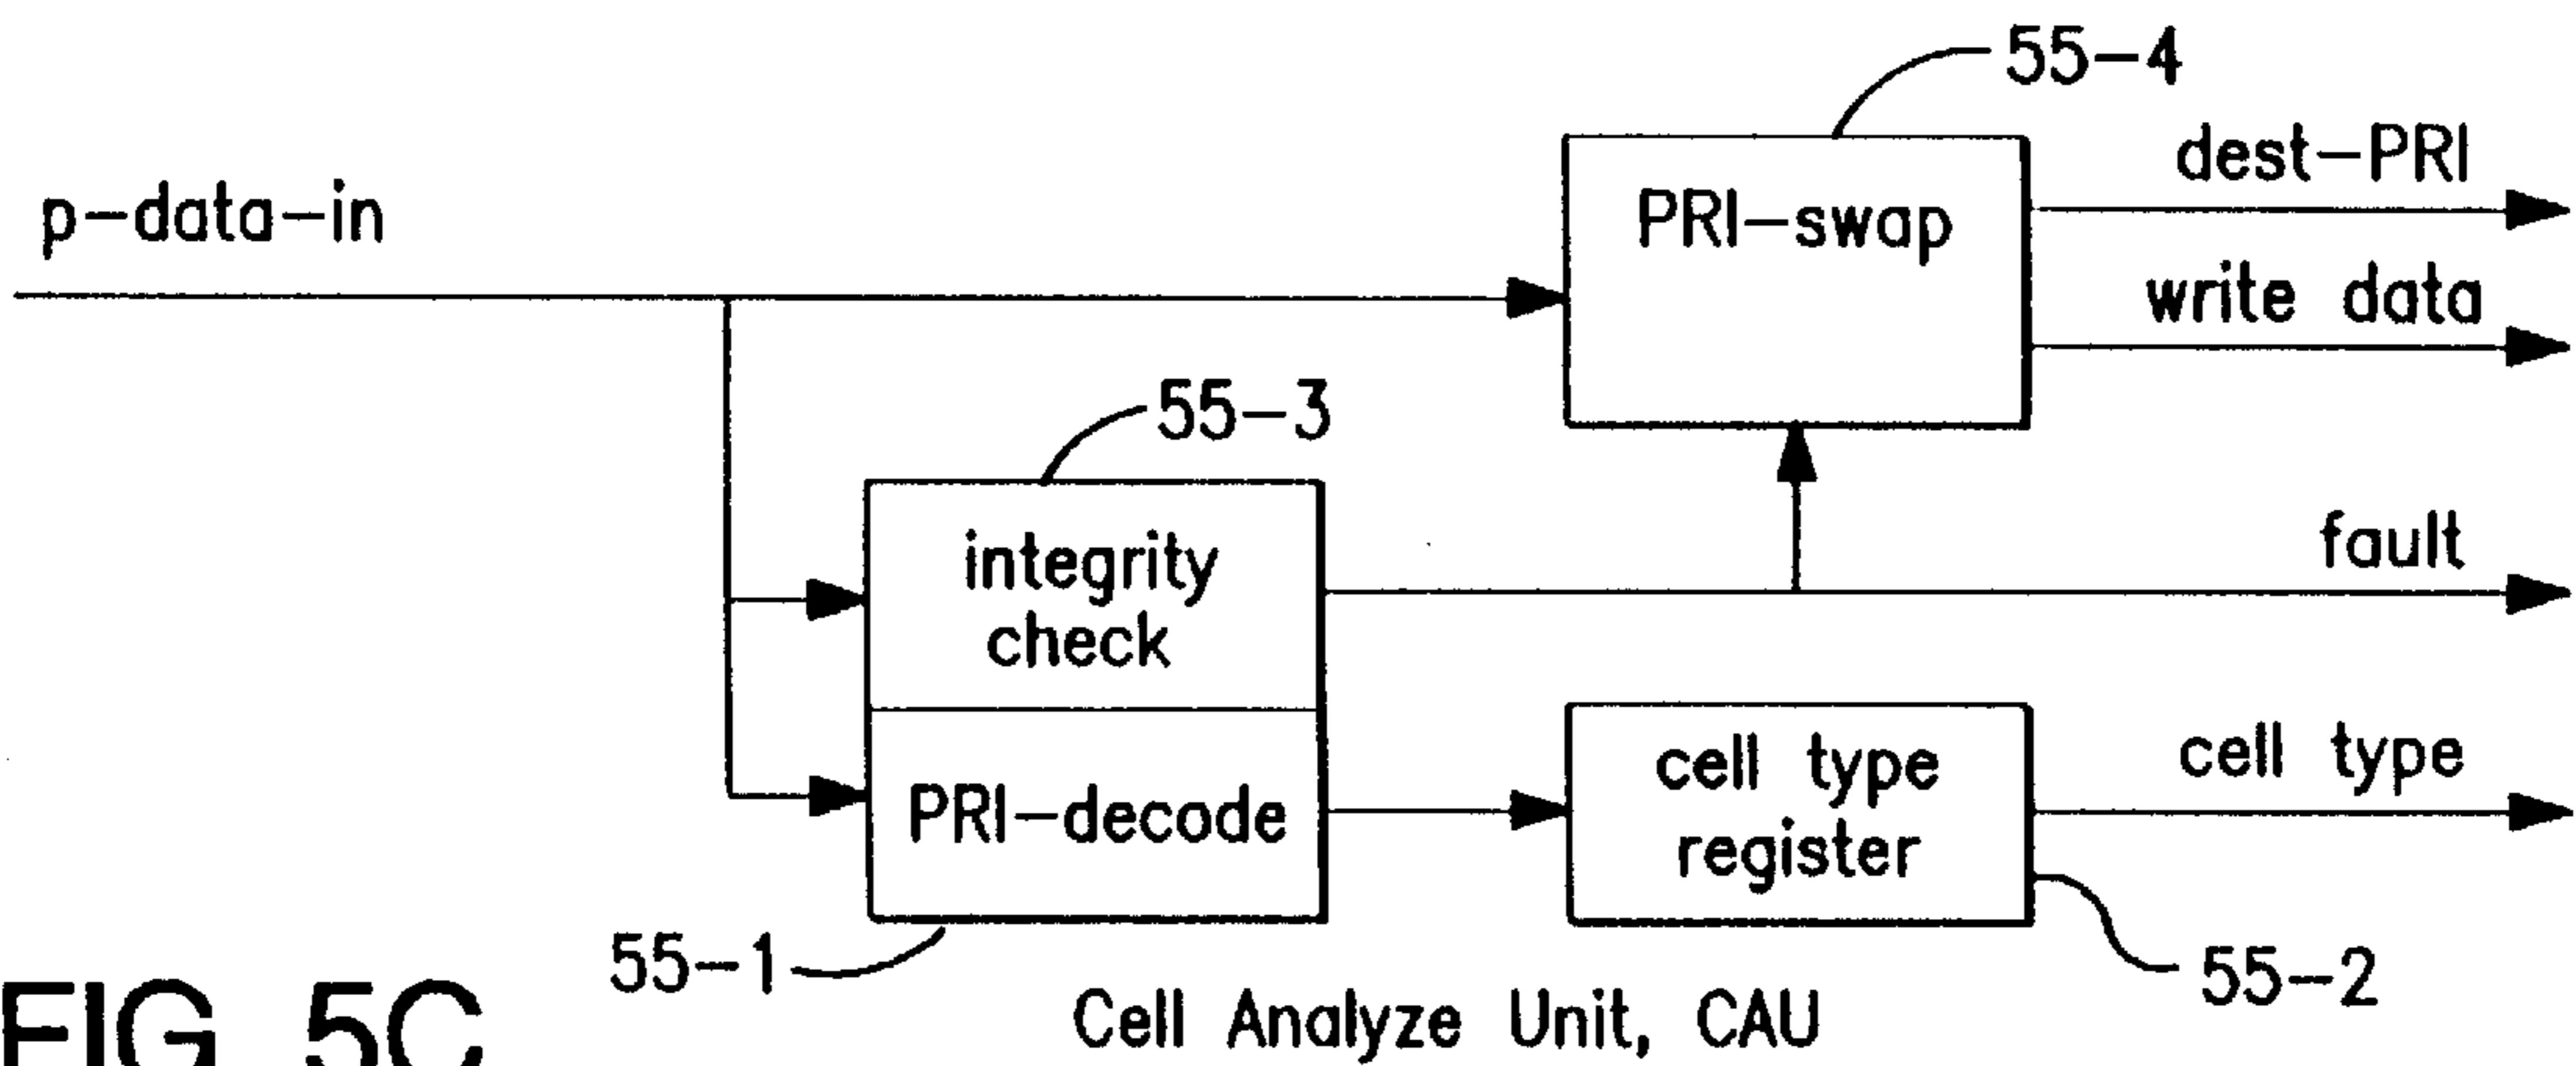 55-4
dest-PRI
p-data-in
PRI-swap
write data
55-3
integrity
check
fault
PRI-decode
cell type
register
cell type
55-1
55-2
Cell Analyze Unit, CAU
FIG 5C